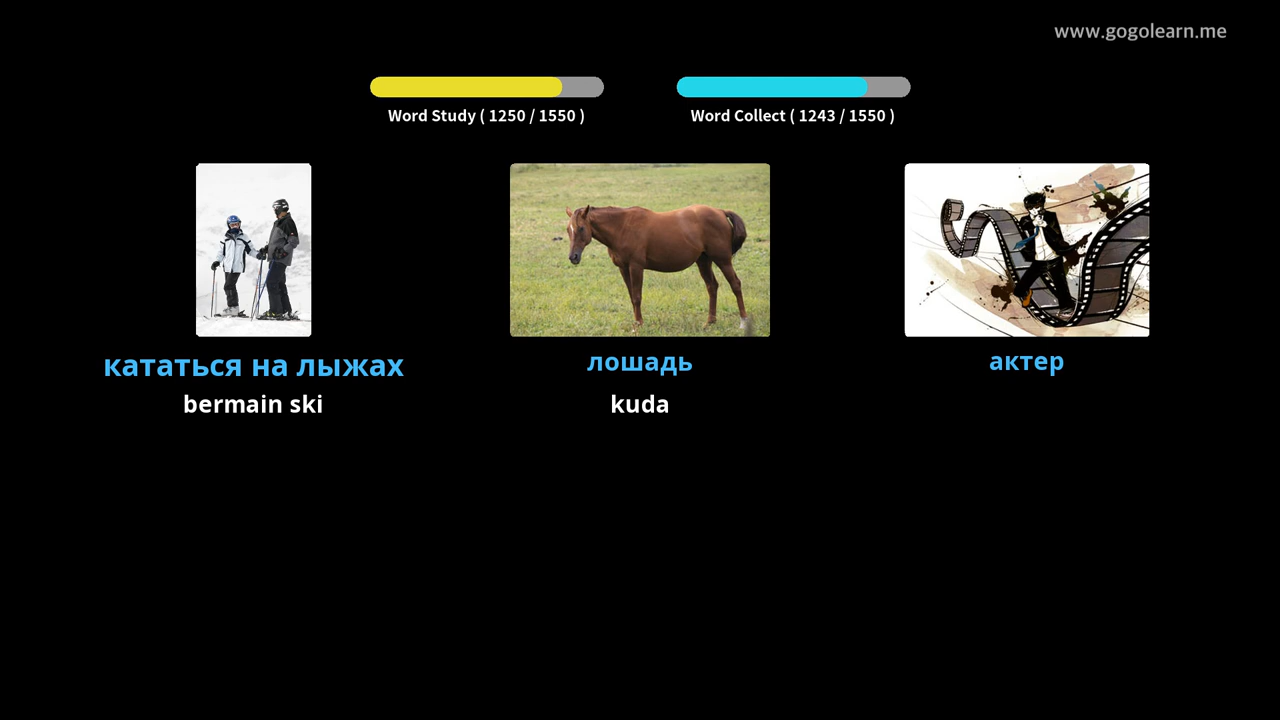 www.gogolearn.me
Word Study ( 1250 / 1550 )
Word Collect ( 1243 / 1550 )
кататься на лыжах
bermain ski
лошадь
kuda
актер